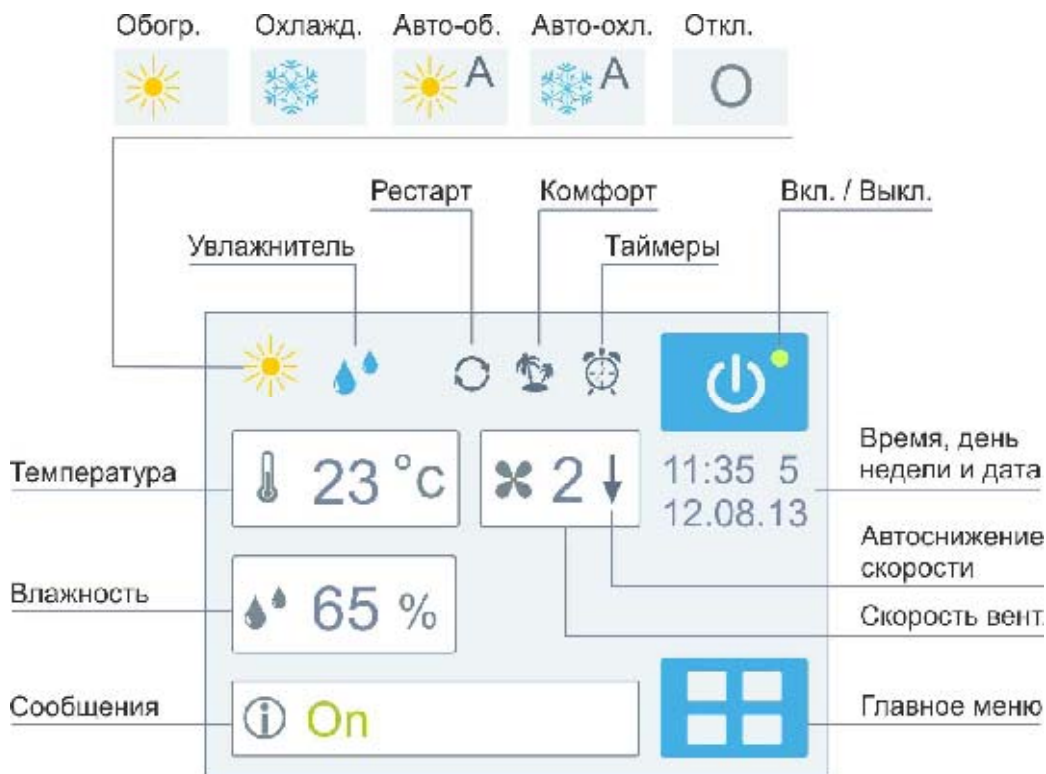 Обогр. Охлажд. Авто-об. Авто-охл. Откл.
A A O
Рестарт Комфорт Вкл. / Выкл.
Увлажнитель Таймеры
Температура 23 °C 2 11:35 5 Время, день
недели и дата
12.08.13
Автоснижение
скорости
Влажность 65 %
Скорость вент.
Сообщения On Главное меню